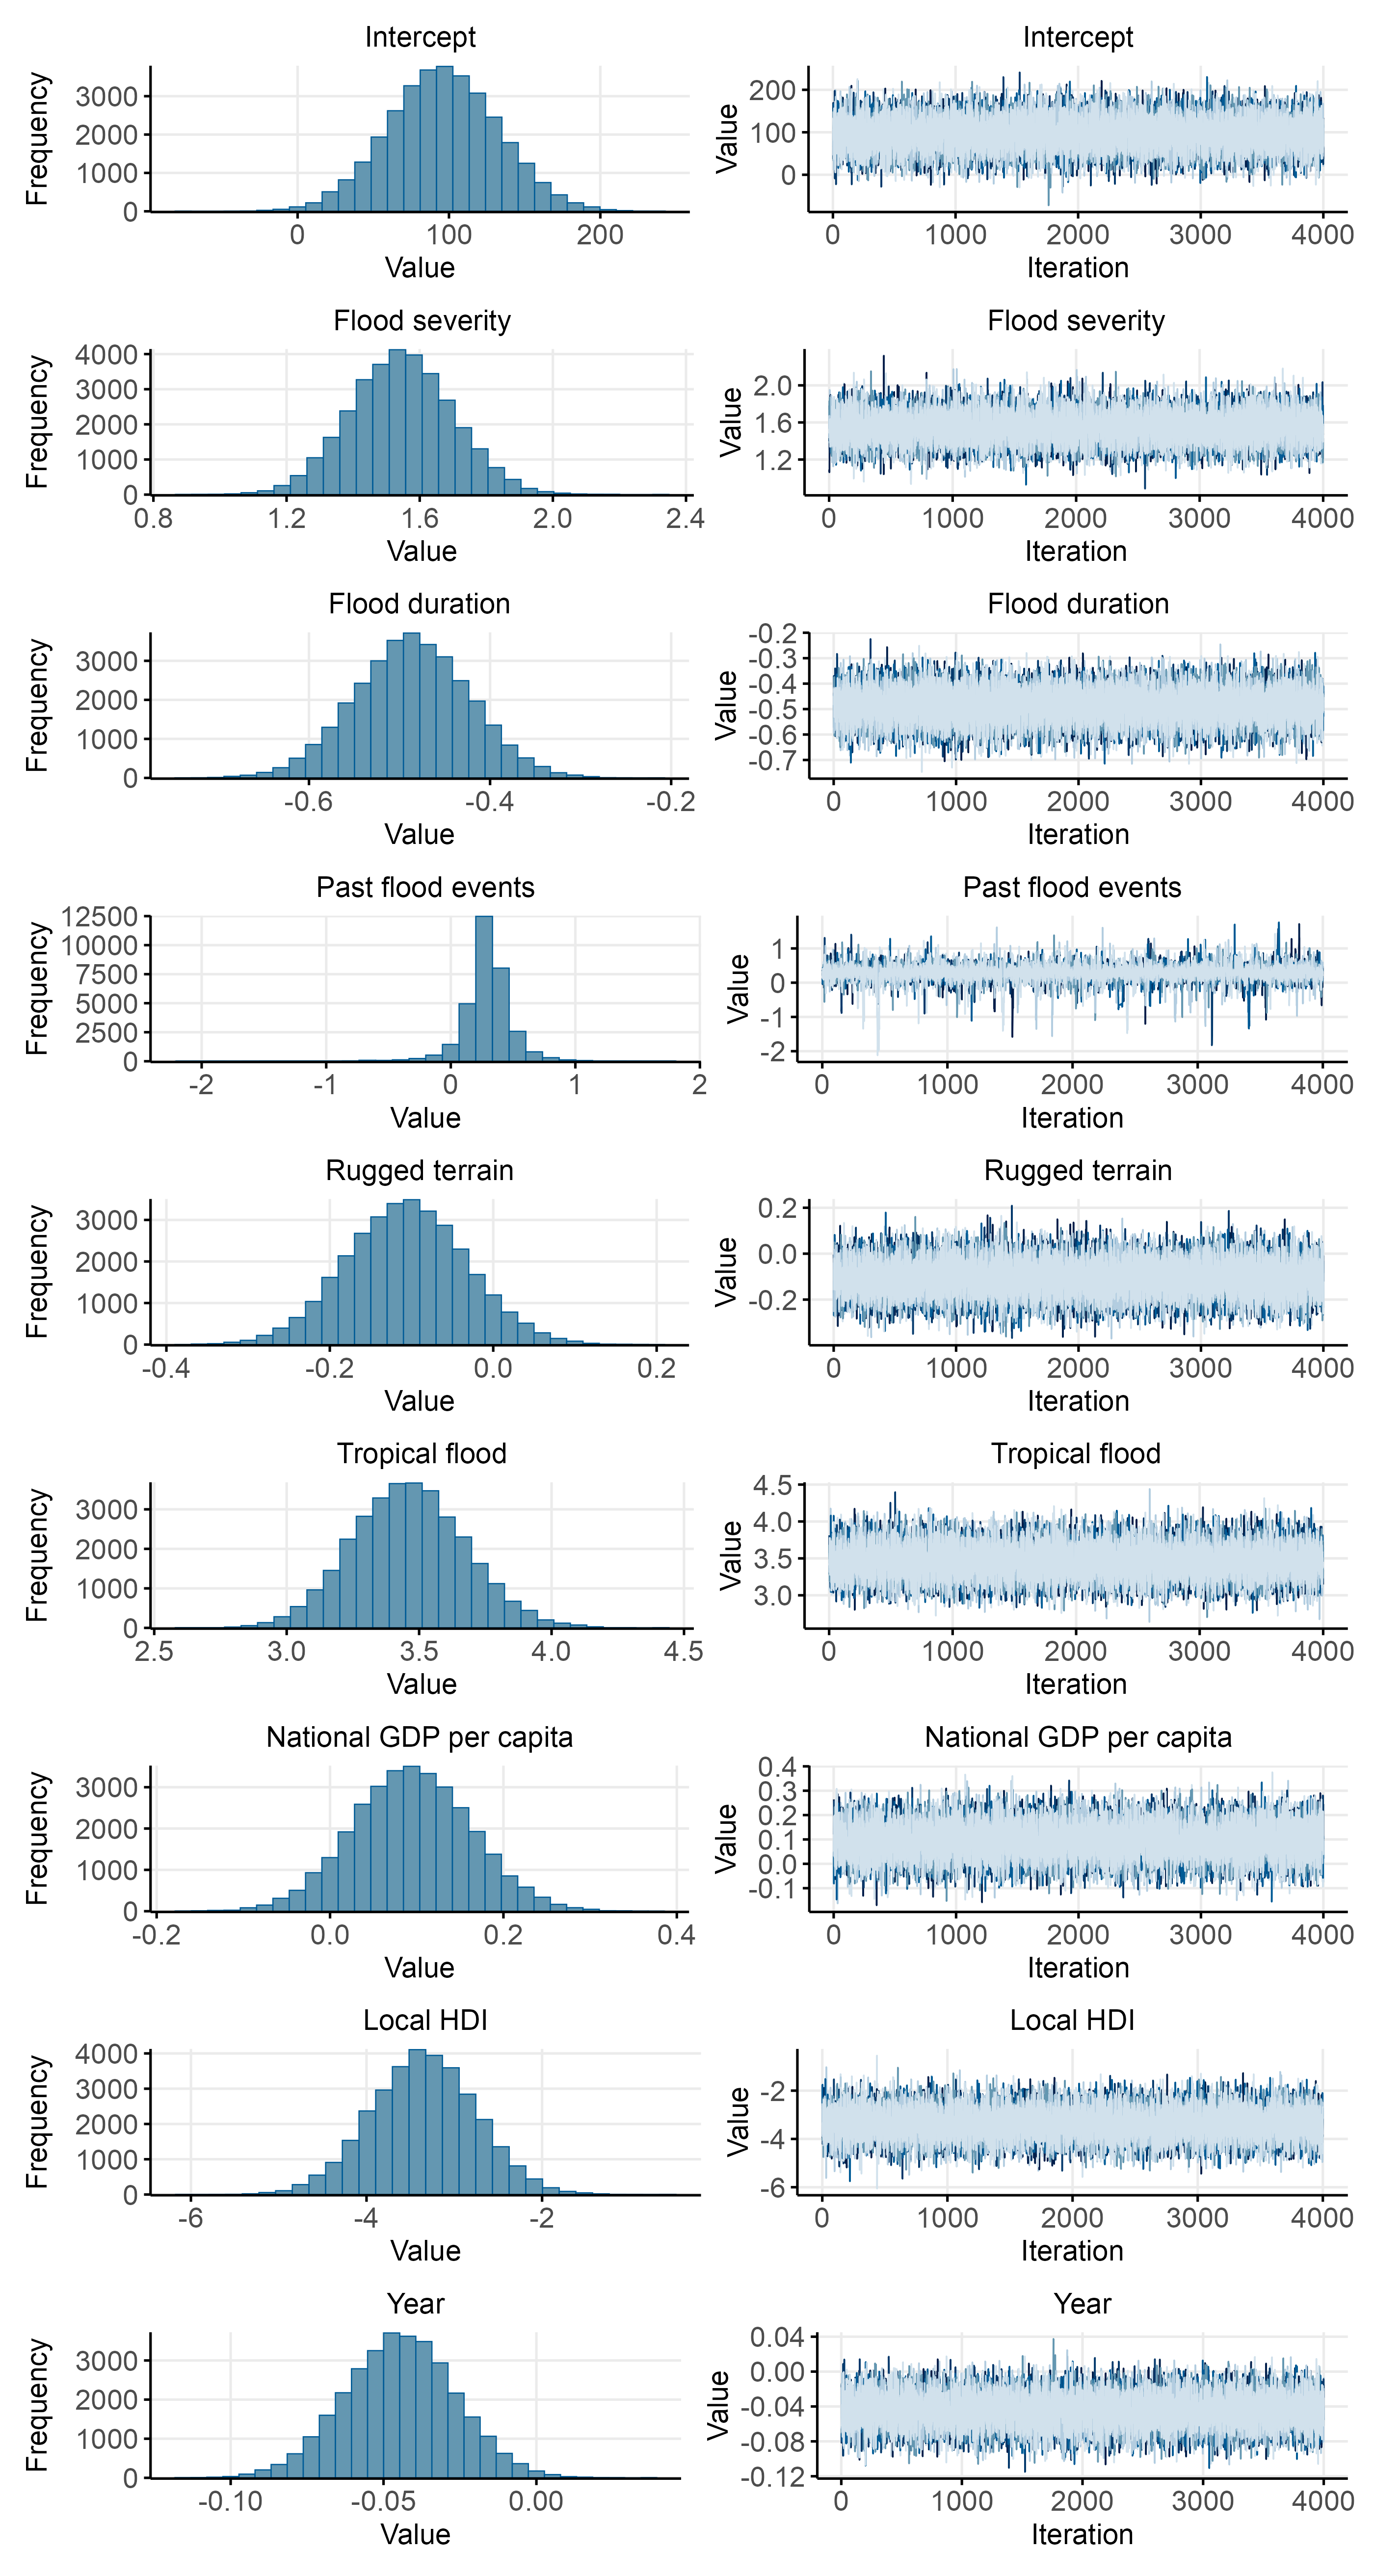 Intercept
Intercept
Frequency
3000
2000
1000
0
0 100 200
Value
Value
200
100
0
0 1000 2000 3000 4000
Iteration
Flood severity
Flood severity
Frequency
4000
3000
2000
1000
0
0.8 1.2 1.6 2.0 2.4
Value
Value
2.0
1.6
1.2
0 1000 2000 3000 4000
Iteration
Flood duration
Flood duration
Frequency
3000
2000
1000
0
-0.6 -0.4 -0.2
Value
Value
-0.2
-0.3
-0.4
-0.5
-0.6
-0.7
0 1000 2000 3000 4000
Iteration
Past flood events
Past flood events
Frequency
12500
10000
7500
5000
2500
0
-2 -1 0 1 2
Value
Value
1
0
-1
-2
0 1000 2000 3000 4000
Iteration
Rugged terrain
Rugged terrain
Frequency
3000
2000
1000
0
-0.4 -0.2 0.0 0.2
Value
Value
0.2
0.0
-0.2
0 1000 2000 3000 4000
Iteration
Tropical flood
Tropical flood
Frequency
3000
2000
1000
0
2.5 3.0 3.5 4.0 4.5
Value
Value
4.5
4.0
3.5
3.0
0 1000 2000 3000 4000
Iteration
National GDP per capita
National GDP per capita
Frequency
3000
2000
1000
0
-0.2 0.0 0.2 0.4
Value
Value
0.4
0.3
0.2
0.1
0.0
-0.1
0 1000 2000 3000 4000
Iteration
Local HDI
Local HDI
Frequency
4000
3000
2000
1000
0
-6 -4 -2
Value
Value
-2
-4
-6
0 1000 2000 3000 4000
Iteration
Year
Year
Frequency
3000
2000
1000
0
-0.10 -0.05 0.00
Value
Value
0.04
0.00
-0.04
-0.08
-0.12
0 1000 2000 3000 4000
Iteration